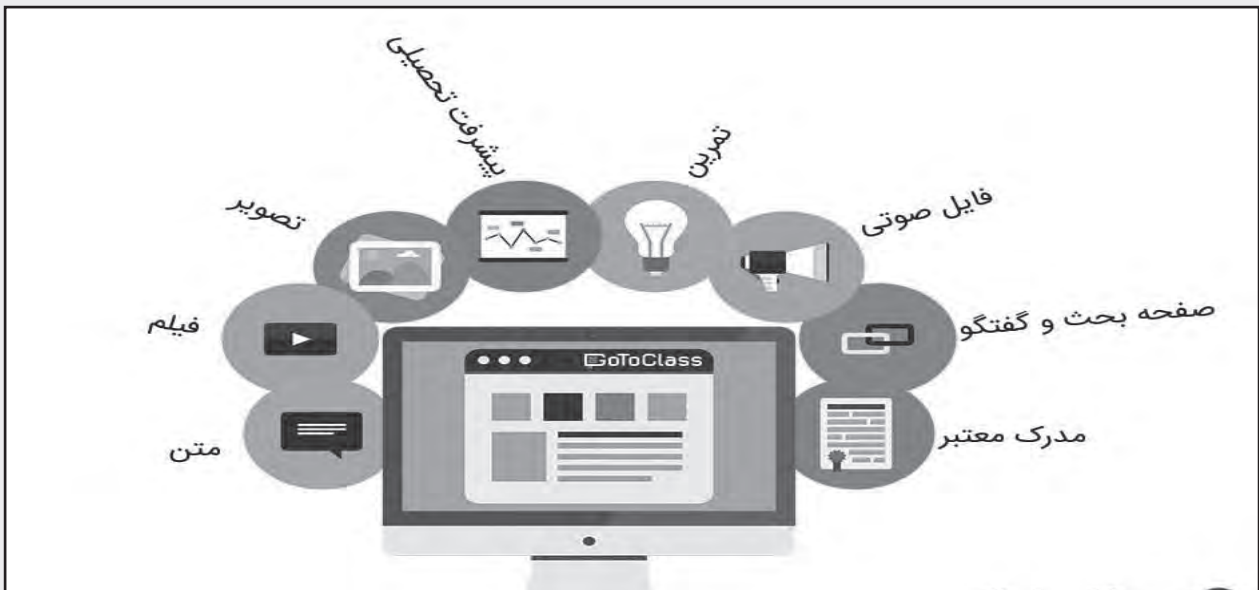 پیشرفت تحصیلی
تمرین
تصویر
فایل صوتی
فیلم
صفحه بحث و گفتگو
متن
مدرک معتبر
GoToClass